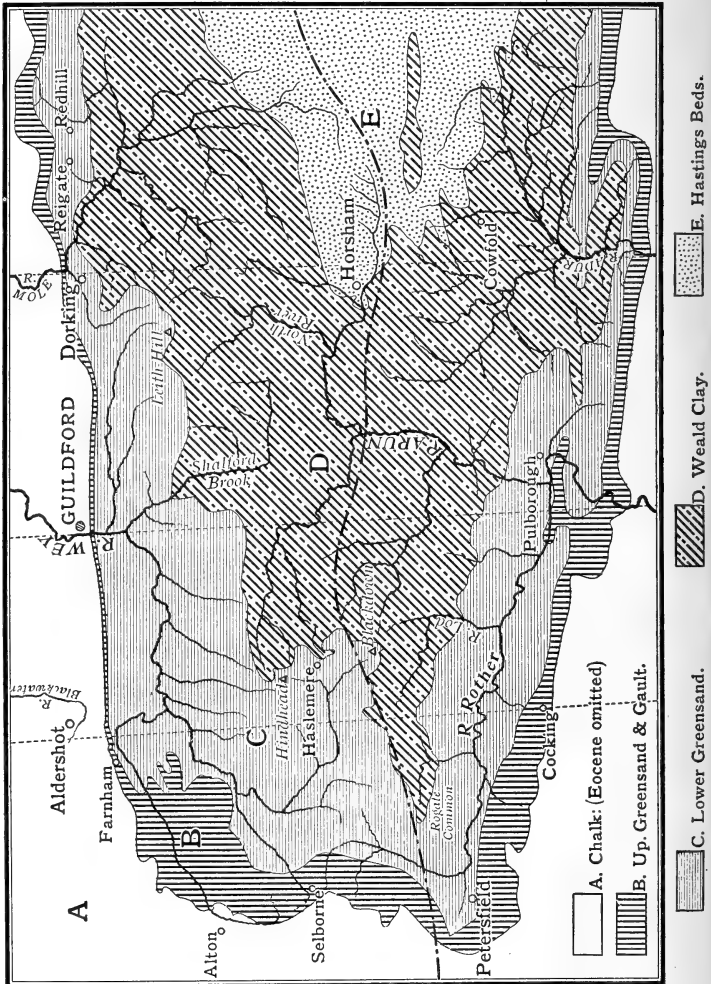 Redhill
Reigate
R.
MOLE
Dorking
Leith Hill
GUILDFORD
R.
WEY
Shalford
Brook
North
River
Horsham
E
Cowfold
R. ADUR
R. ARUN
D
Pulborough
R. Lod
Blackdown
Hindhead
Haslemere
C
R. Rother
Rogate
Common
Cocking
R. Blackwater
Aldershot
Farnham
B
A
Alton
Selborne
Petersfield
A. Chalk: (Eocene omitted)
B. Up. Greensand & Gault.
C. Lower Greensand.
D. Weald Clay.
E. Hastings Beds.